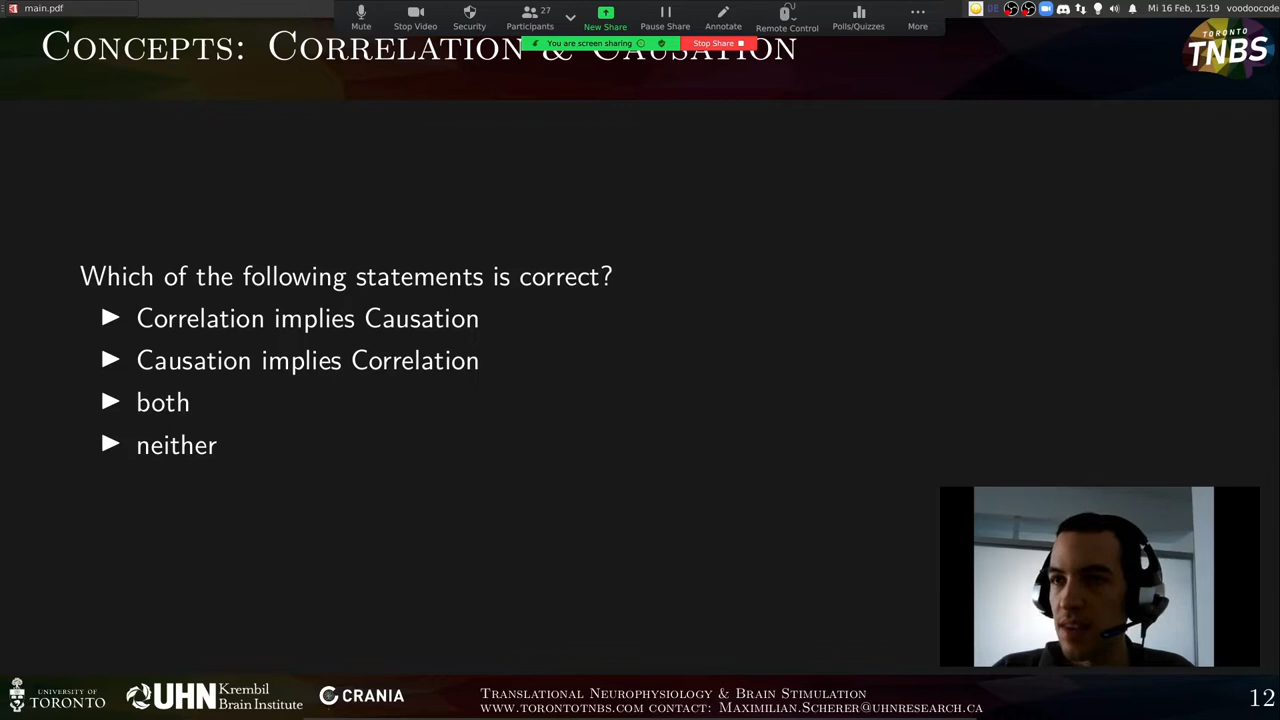 main.pdf
Mute
Stop Video
Security
Participants
27
New Share
Pause Share
Annotate
Remote Control
Polls/Quizzes
More
DE
Mi 16 Feb, 15:19
voodoocode
You are screen sharing
Stop Share
Concepts: Correlation & Causation
TORONTO
TNBS
Which of the following statements is correct?
▶ Correlation implies Causation
▶ Causation implies Correlation
▶ both
▶ neither
UNIVERSITY OF
TORONTO
UHN
Krembil
Brain Institute
CRANIA
Translational Neurophysiology & Brain Stimulation
www.torontotnbs.com contact: Maximilian.Scherer@uhnresearch.ca
12